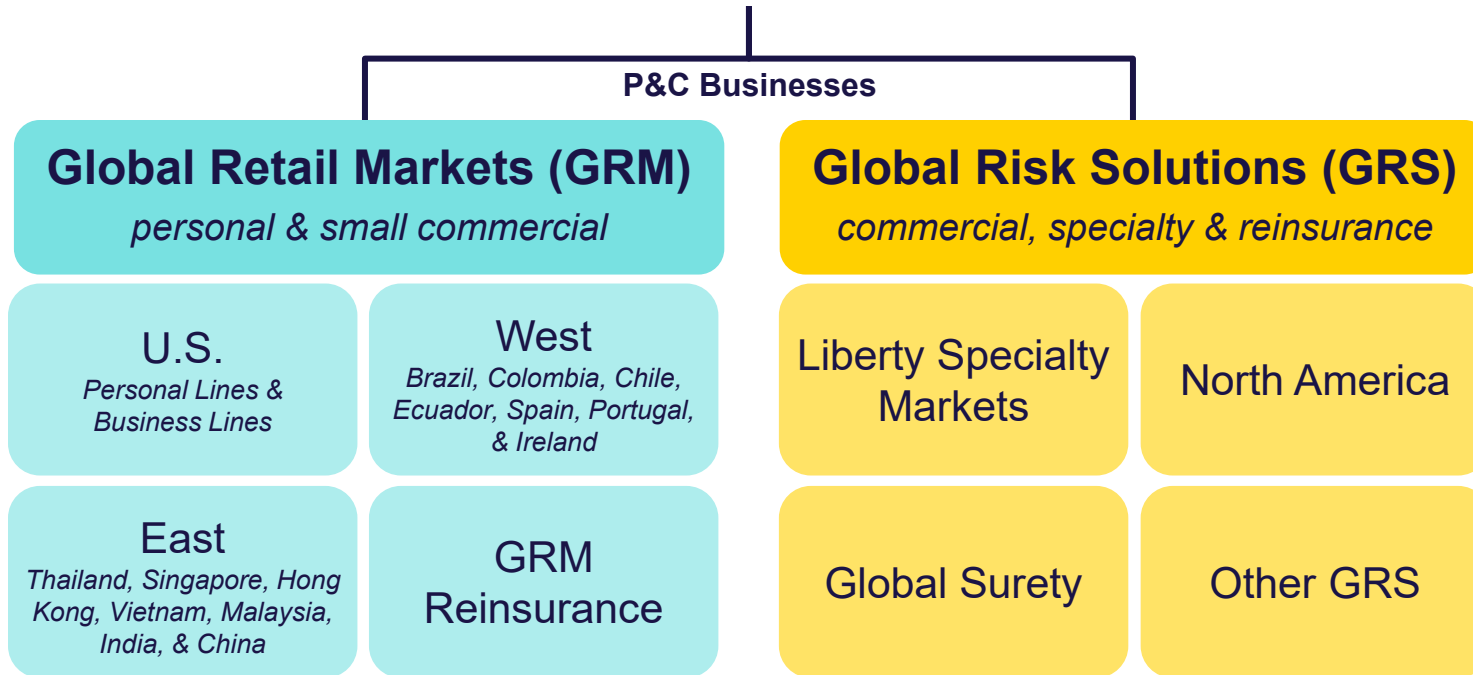 P&C Businesses
Global Retail Markets (GRM)
personal & small commercial
Global Risk Solutions (GRS)
commercial, specialty & reinsurance
U.S.
Personal Lines &
Business Lines
West
Brazil, Colombia, Chile,
Ecuador, Spain, Portugal,
& Ireland
Liberty Specialty
Markets
North America
East
Thailand, Singapore, Hong
Kong, Vietnam, Malaysia,
India, & China
GRM
Reinsurance
Global Surety
Other GRS